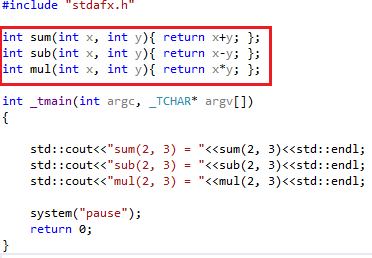 #include "stdafx.h"
int sum(int x, int y){ return x+y; };
int sub(int x, int y){ return x-y; };
int mul(int x, int y){ return x*y; };
int _tmain(int argc, _TCHAR* argv[])
{
std::cout<<"sum(2, 3) = "<<sum(2, 3)<<std::endl;
std::cout<<"sub(2, 3) = "<<sub(2, 3)<<std::endl;
std::cout<<"mul(2, 3) = "<<mul(2, 3)<<std::endl;
system("pause");
return 0;
}